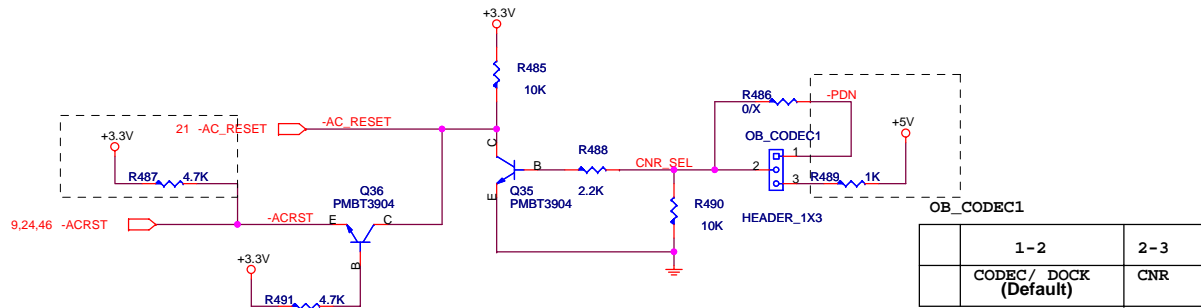 +3.3V
R485
10K
R486
0/X
-PDN
+5V
OB_CODEC1
+3.3V
21 -AC_RESET
-AC_RESET
R487
4.7K
C
R488
2.2K
B
CNR_SEL
1
2
3
R489
1K
E
Q35
PMBT3904
Q36
PMBT3904
R490
10K
HEADER_1X3
9,24,46 -ACRST
-ACRST
E
C
B
+3.3V
R491
4.7K
OB_CODEC1
1-2
2-3
CODEC/ DOCK
(Default)
CNR